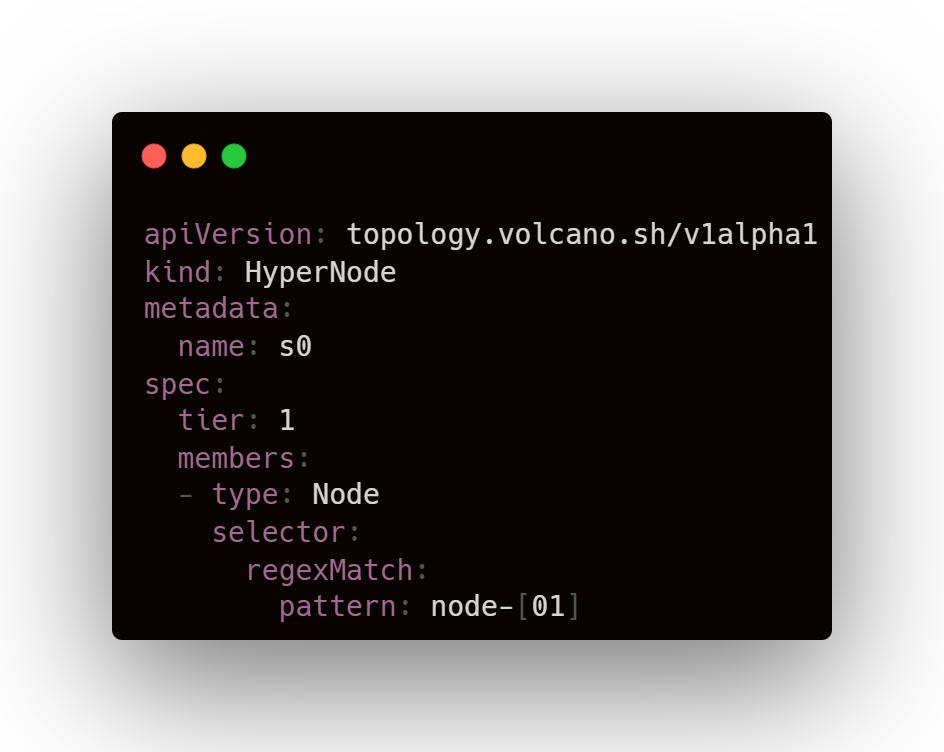 apiVersion: topology.volcano.sh/v1alpha1
kind: HyperNode
metadata:
  name: s0
spec:
  tier: 1
  members:
  - type: Node
    selector:
      regexMatch:
        pattern: node-[01]